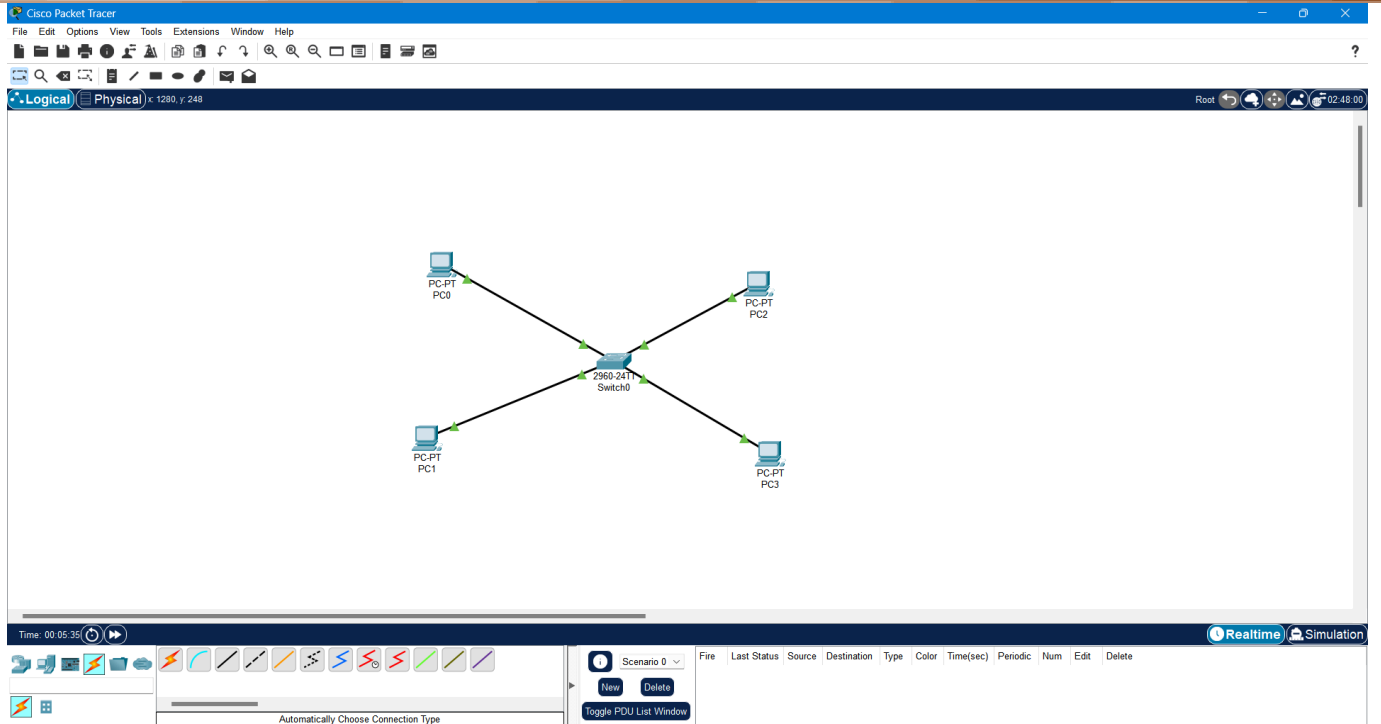 Cisco Packet Tracer
File Edit Options View Tools Extensions Window Help
?
Logical Physical x: 1280, y: 248 Root 02:48:00
PC-PT
PC0
PC-PT
PC2
2960-24TT
Switch0
PC-PT
PC1
PC-PT
PC3
Time: 00:05:35 Realtime Simulation
Scenario 0 Fire Last Status Source Destination Type Color Time(sec) Periodic Num Edit Delete
New Delete
Toggle PDU List Window
Automatically Choose Connection Type